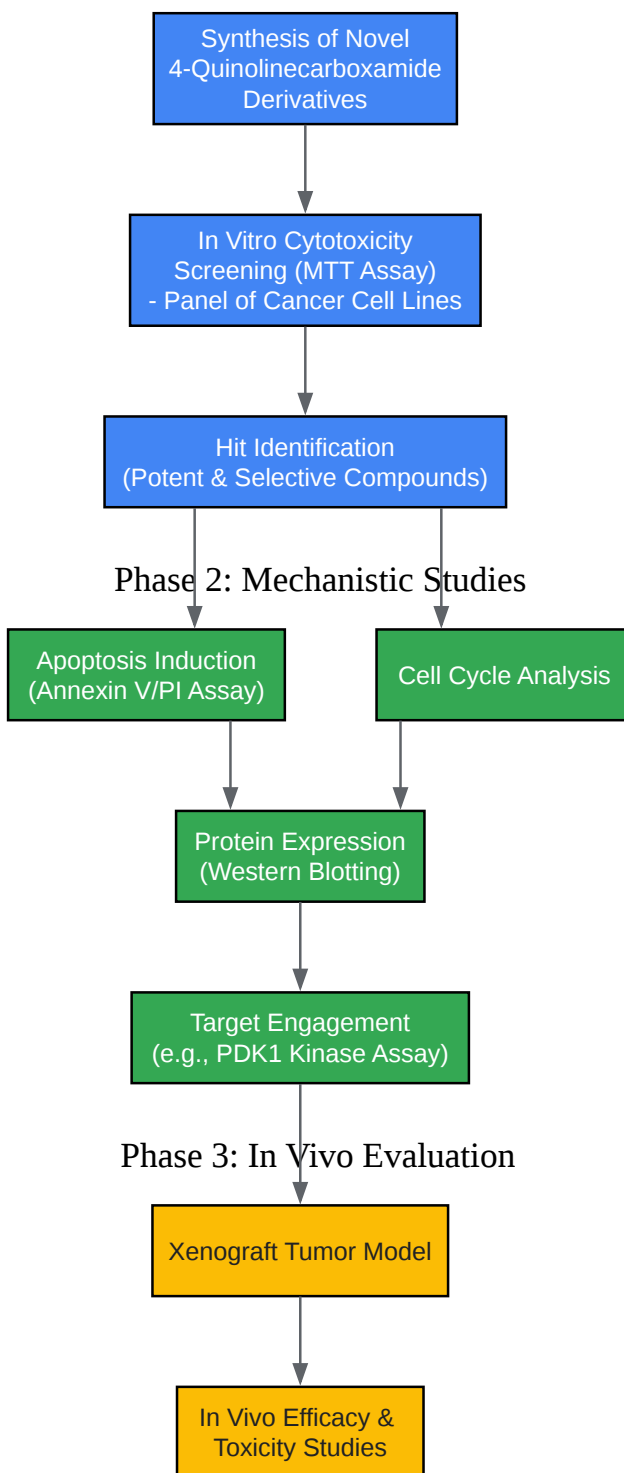 Synthesis of Novel
4-Quinolinecarboxamide
Derivatives
In Vitro Cytotoxicity
Screening (MTT Assay)
- Panel of Cancer Cell Lines
Hit Identification
(Potent & Selective Compounds)
Phase 2: Mechanistic Studies
Apoptosis Induction
(Annexin V/PI Assay)
Cell Cycle Analysis
Protein Expression
(Western Blotting)
Target Engagement
(e.g., PDK1 Kinase Assay)
Phase 3: In Vivo Evaluation
Xenograft Tumor Model
In Vivo Efficacy &
Toxicity Studies